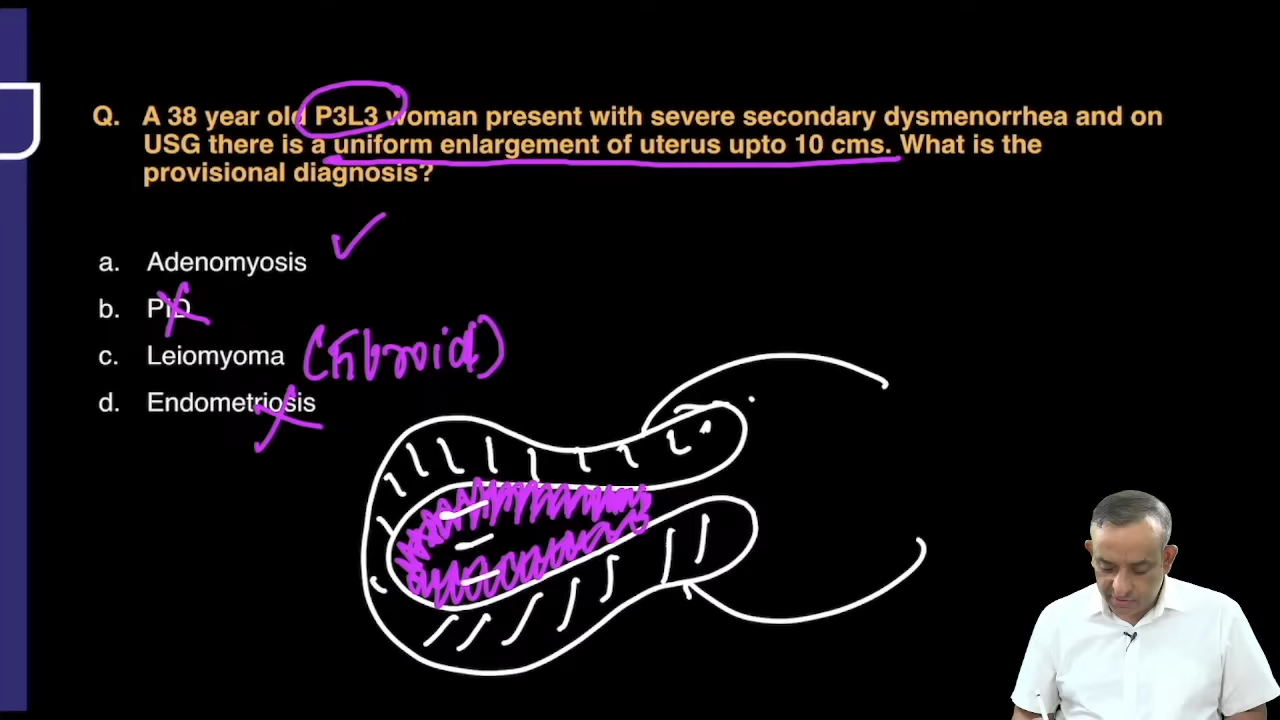 Q. A 38 year old P3L3 woman present with severe secondary dysmenorrhea and on
USG there is a uniform enlargement of uterus upto 10 cms. What is the
provisional diagnosis?
a. Adenomyosis
b. PID
c. Leiomyoma (fibroid)
d. Endometriosis